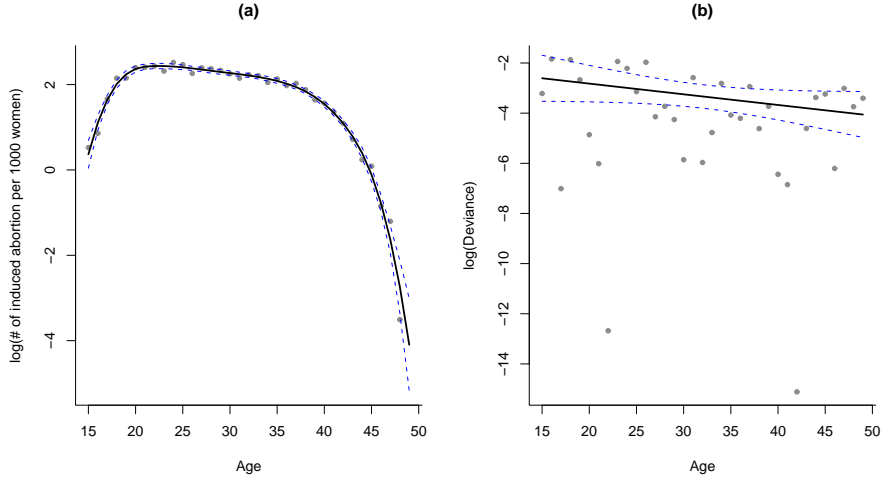 (a)
log(# of induced abortion per 1000 women)
2
0
−2
−4
15 20 25 30 35 40 45 50
Age
(b)
log(Deviance)
−2
−4
−6
−8
−10
−12
−14
15 20 25 30 35 40 45 50
Age